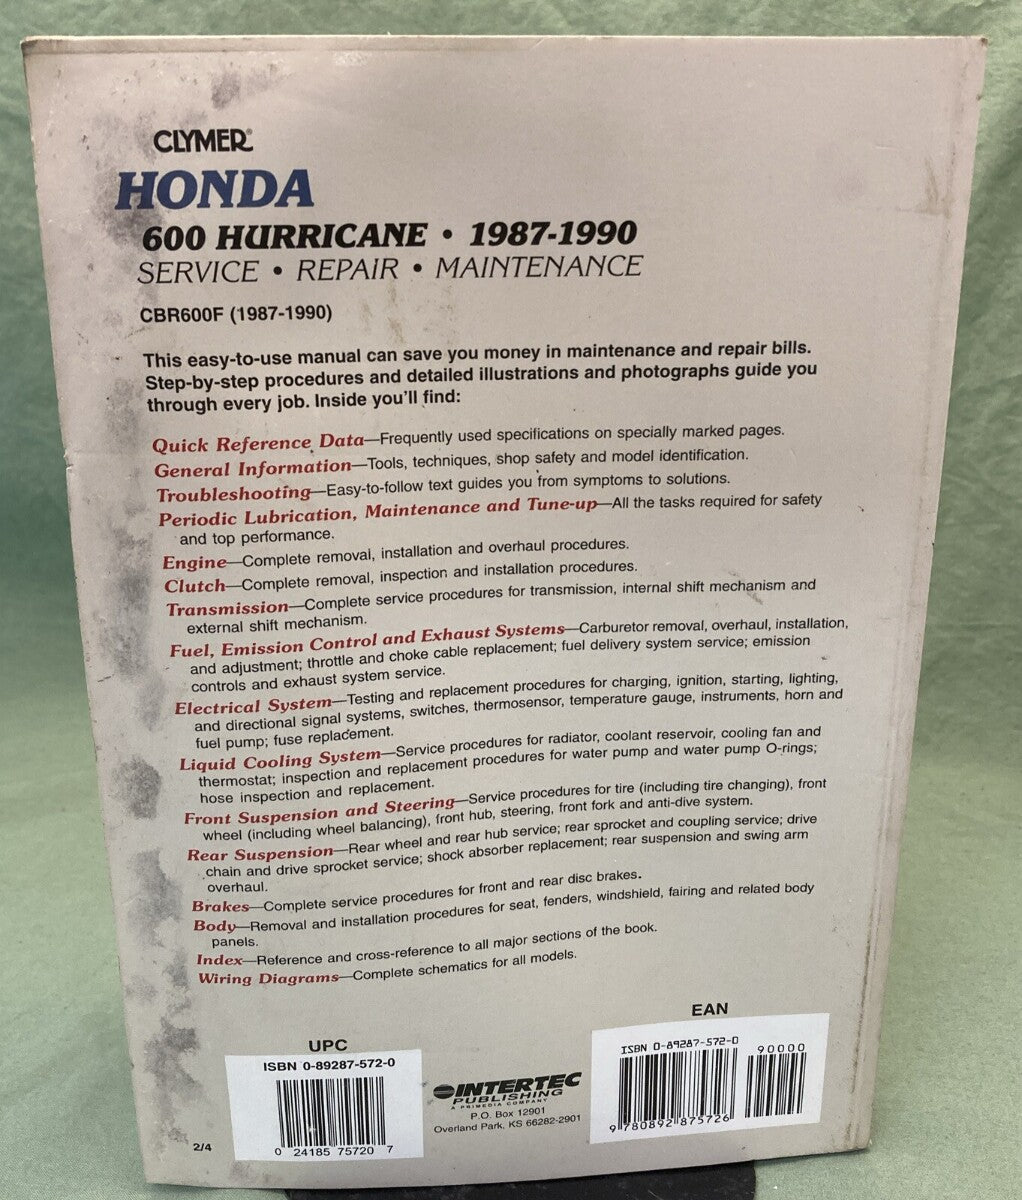 CLYMER®
HONDA
600 HURRICANE • 1987-1990
SERVICE • REPAIR • MAINTENANCE
CBR600F (1987-1990)
This easy-to-use manual can save you money in maintenance and repair bills.
Step-by-step procedures and detailed illustrations and photographs guide you
through every job. Inside you'll find:
Quick Reference Data—Frequently used specifications on specially marked pages.
General Information—Tools, techniques, shop safety and model identification.
Troubleshooting—Easy-to-follow text guides you from symptoms to solutions.
Periodic Lubrication, Maintenance and Tune-up—All the tasks required for safety
and top performance.
Engine—Complete removal, installation and overhaul procedures.
Clutch—Complete removal, inspection and installation procedures.
Transmission—Complete service procedures for transmission, internal shift mechanism and
external shift mechanism.
Fuel, Emission Control and Exhaust Systems—Carburetor removal, overhaul, installation,
and adjustment; throttle and choke cable replacement; fuel delivery system service; emission
controls and exhaust system service.
Electrical System—Testing and replacement procedures for charging, ignition, starting, lighting,
and directional signal systems, switches, thermosensor, temperature gauge, instruments, horn and
fuel pump; fuse replacement.
Liquid Cooling System—Service procedures for radiator, coolant reservoir, cooling fan and
thermostat; inspection and replacement procedures for water pump and water pump O-rings;
hose inspection and replacement.
Front Suspension and Steering—Service procedures for tire (including tire changing), front
wheel (including wheel balancing), front hub, steering, front fork and anti-dive system.
Rear Suspension—Rear wheel and rear hub service; rear sprocket and coupling service; drive
chain and drive sprocket service; shock absorber replacement; rear suspension and swing arm
overhaul.
Brakes—Complete service procedures for front and rear disc brakes.
Body—Removal and installation procedures for seat, fenders, windshield, fairing and related body
panels.
Index—Reference and cross-reference to all major sections of the book.
Wiring Diagrams—Complete schematics for all models.
UPC
ISBN 0-89287-572-0
0 24185 75720 7
2/4
INTERTEC
PUBLISHING
A PRIMEDIA COMPANY
P.O. Box 12901
Overland Park, KS 66282-2901
EAN
ISBN 0-89287-572-0
90000
9 780892 875726